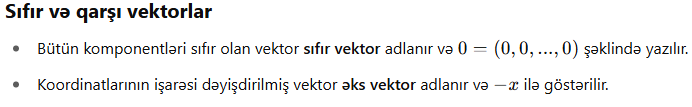 Sıfır və qarşı vektorlar
• Bütün komponentləri sıfır olan vektor sıfır vektor adlanır və 0 = (0, 0, ..., 0) şəklində yazılır.
• Koordinatlarının işarəsi dəyişdirilmiş vektor əks vektor adlanır və −x ilə göstərilir.